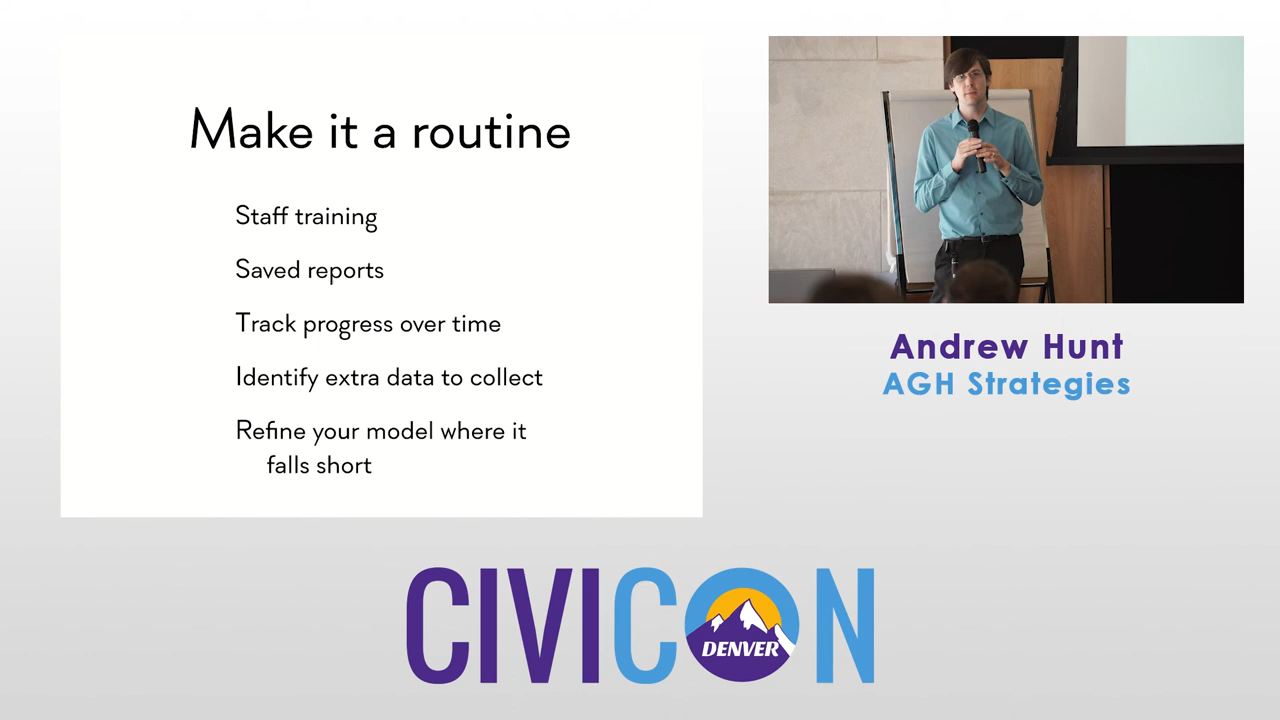 Make it a routine
Staff training
Saved reports
Track progress over time
Identify extra data to collect
Refine your model where it
falls short
Andrew Hunt
AGH Strategies
CIVICON
DENVER